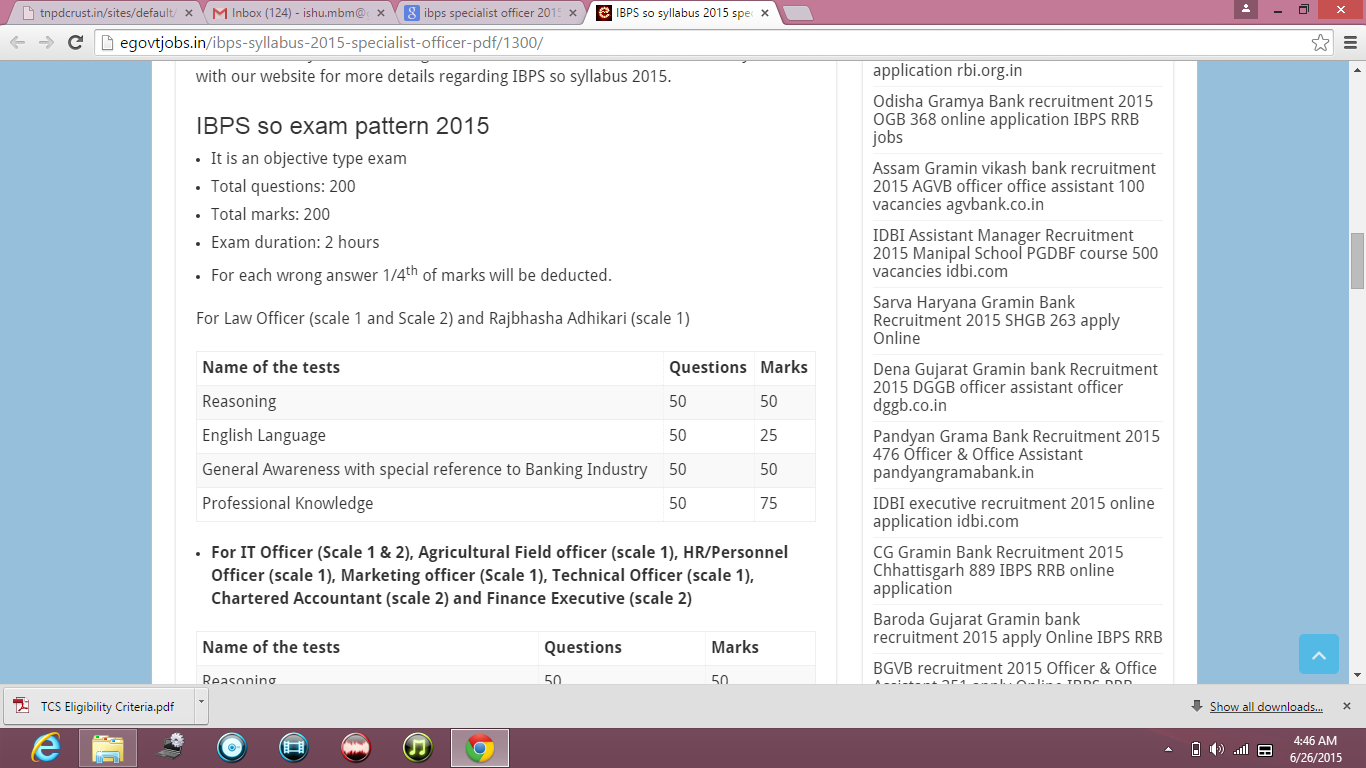 tnpdcrust.in/sites/default/
Inbox (124) - ishu.mbm@
ibps specialist officer 2015
IBPS so syllabus 2015 spe
egovtjobs.in/ibps-syllabus-2015-specialist-officer-pdf/1300/
with our website for more details regarding IBPS so syllabus 2015.
IBPS so exam pattern 2015
• It is an objective type exam
• Total questions: 200
• Total marks: 200
• Exam duration: 2 hours
• For each wrong answer 1/4th of marks will be deducted.
For Law Officer (scale 1 and Scale 2) and Rajbhasha Adhikari (scale 1)
Name of the tests Questions Marks
Reasoning 50 50
English Language 50 25
General Awareness with special reference to Banking Industry 50 50
Professional Knowledge 50 75
• For IT Officer (Scale 1 & 2), Agricultural Field officer (scale 1), HR/Personnel
Officer (scale 1), Marketing officer (Scale 1), Technical Officer (scale 1),
Chartered Accountant (scale 2) and Finance Executive (scale 2)
Name of the tests Questions Marks
Reasoning 50 50
application rbi.org.in
Odisha Gramya Bank recruitment 2015
OGB 368 online application IBPS RRB
jobs
Assam Gramin vikash bank recruitment
2015 AGVB officer office assistant 100
vacancies agvbank.co.in
IDBI Assistant Manager Recruitment
2015 Manipal School PGDBF course 500
vacancies idbi.com
Sarva Haryana Gramin Bank
Recruitment 2015 SHGB 263 apply
Online
Dena Gujarat Gramin bank Recruitment
2015 DGGB officer assistant officer
dggb.co.in
Pandyan Grama Bank Recruitment 2015
476 Officer & Office Assistant
pandyangramabank.in
IDBI executive recruitment 2015 online
application idbi.com
CG Gramin Bank Recruitment 2015
Chhattisgarh 889 IBPS RRB online
application
Baroda Gujarat Gramin bank
recruitment 2015 apply Online IBPS RRB
BGVB recruitment 2015 Officer & Office
Assistant 251 apply Online IBPS RRB
TCS Eligibility Criteria.pdf
Show all downloads...
4:46 AM
6/26/2015